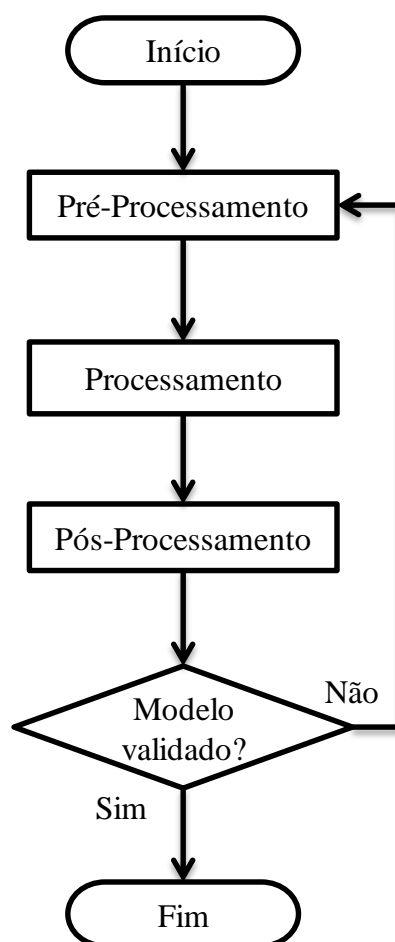 Início
Pré-Processamento
Processamento
Pós-Processamento
Modelo
validado?
Não
Sim
Fim